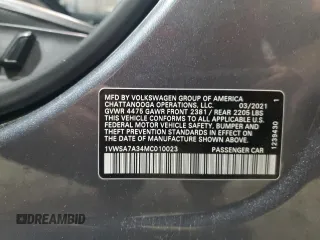 MFD BY VOLKSWAGEN GROUP OF AMERICA
CHATTANOOGA OPERATIONS, LLC. 03/2021
GVWR 4475 GAWR FRONT 2381/ REAR 2205 LBS
THIS VEHICLE CONFORMS TO ALL APPLICABLE
FEDERAL MOTOR VEHICLE SAFETY, BUMPER AND
THEFT PREVENTION STANDARDS IN EFFECT ON
THE DATE OF MANUFACTURE SHOWN ABOVE.
1VWSA7A34MC010023 PASSENGER CAR
1
1239430
© DREAMBID.AUTO